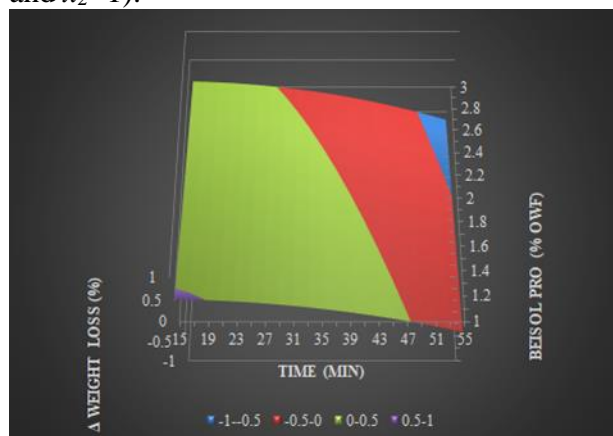 and n₂=1).
3
2.8
2.6
2.4
2.2
2
1.8
1.6
1.4
1.2
1
BEISOL PRO (% OWF)
1
0.5
0
-0.5
-1
Δ WEIGHT LOSS (%)
15 19 23 27 31 35 39 43 47 51 55
TIME (MIN)
-1--0.5 -0.5-0 0-0.5 0.5-1